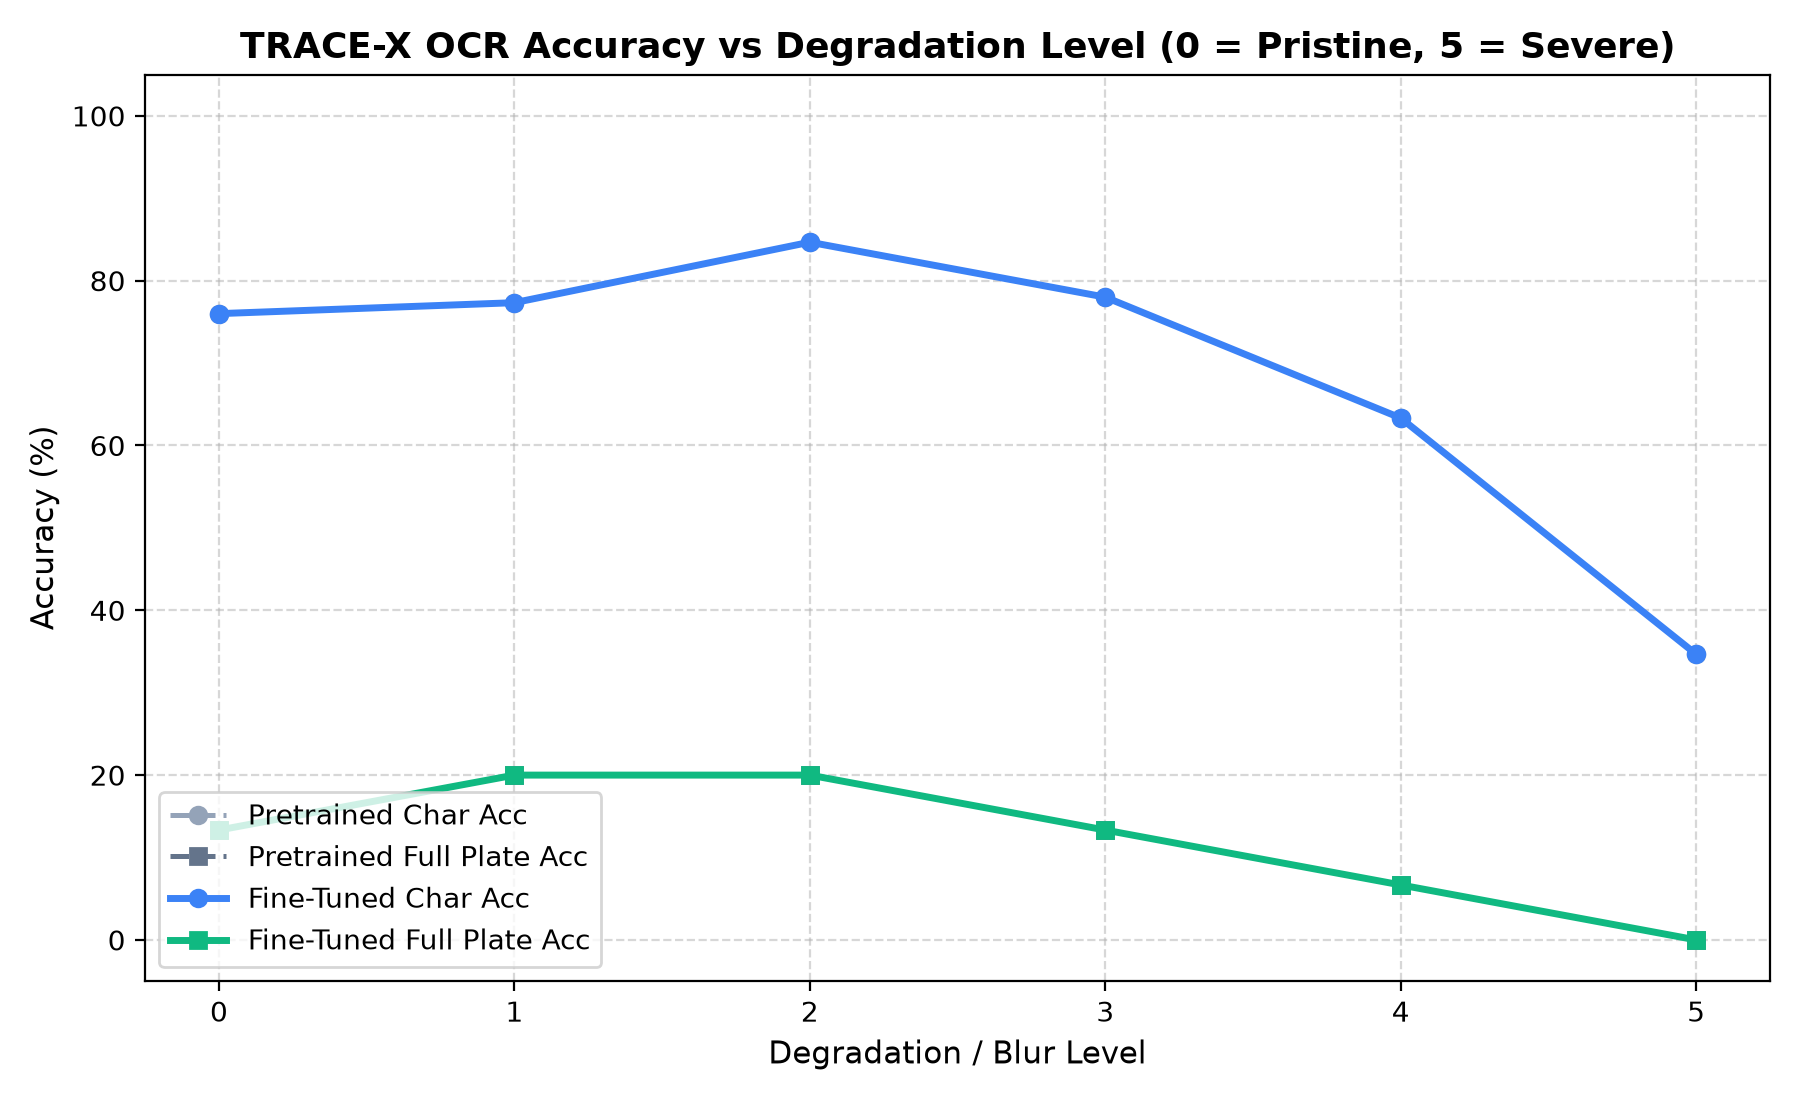 TRACE-X OCR Accuracy vs Degradation Level (0 = Pristine, 5 = Severe)
Accuracy (%)
100
80
60
40
20
0
Pretrained Char Acc
Pretrained Full Plate Acc
Fine-Tuned Char Acc
Fine-Tuned Full Plate Acc
0 1 2 3 4 5
Degradation / Blur Level